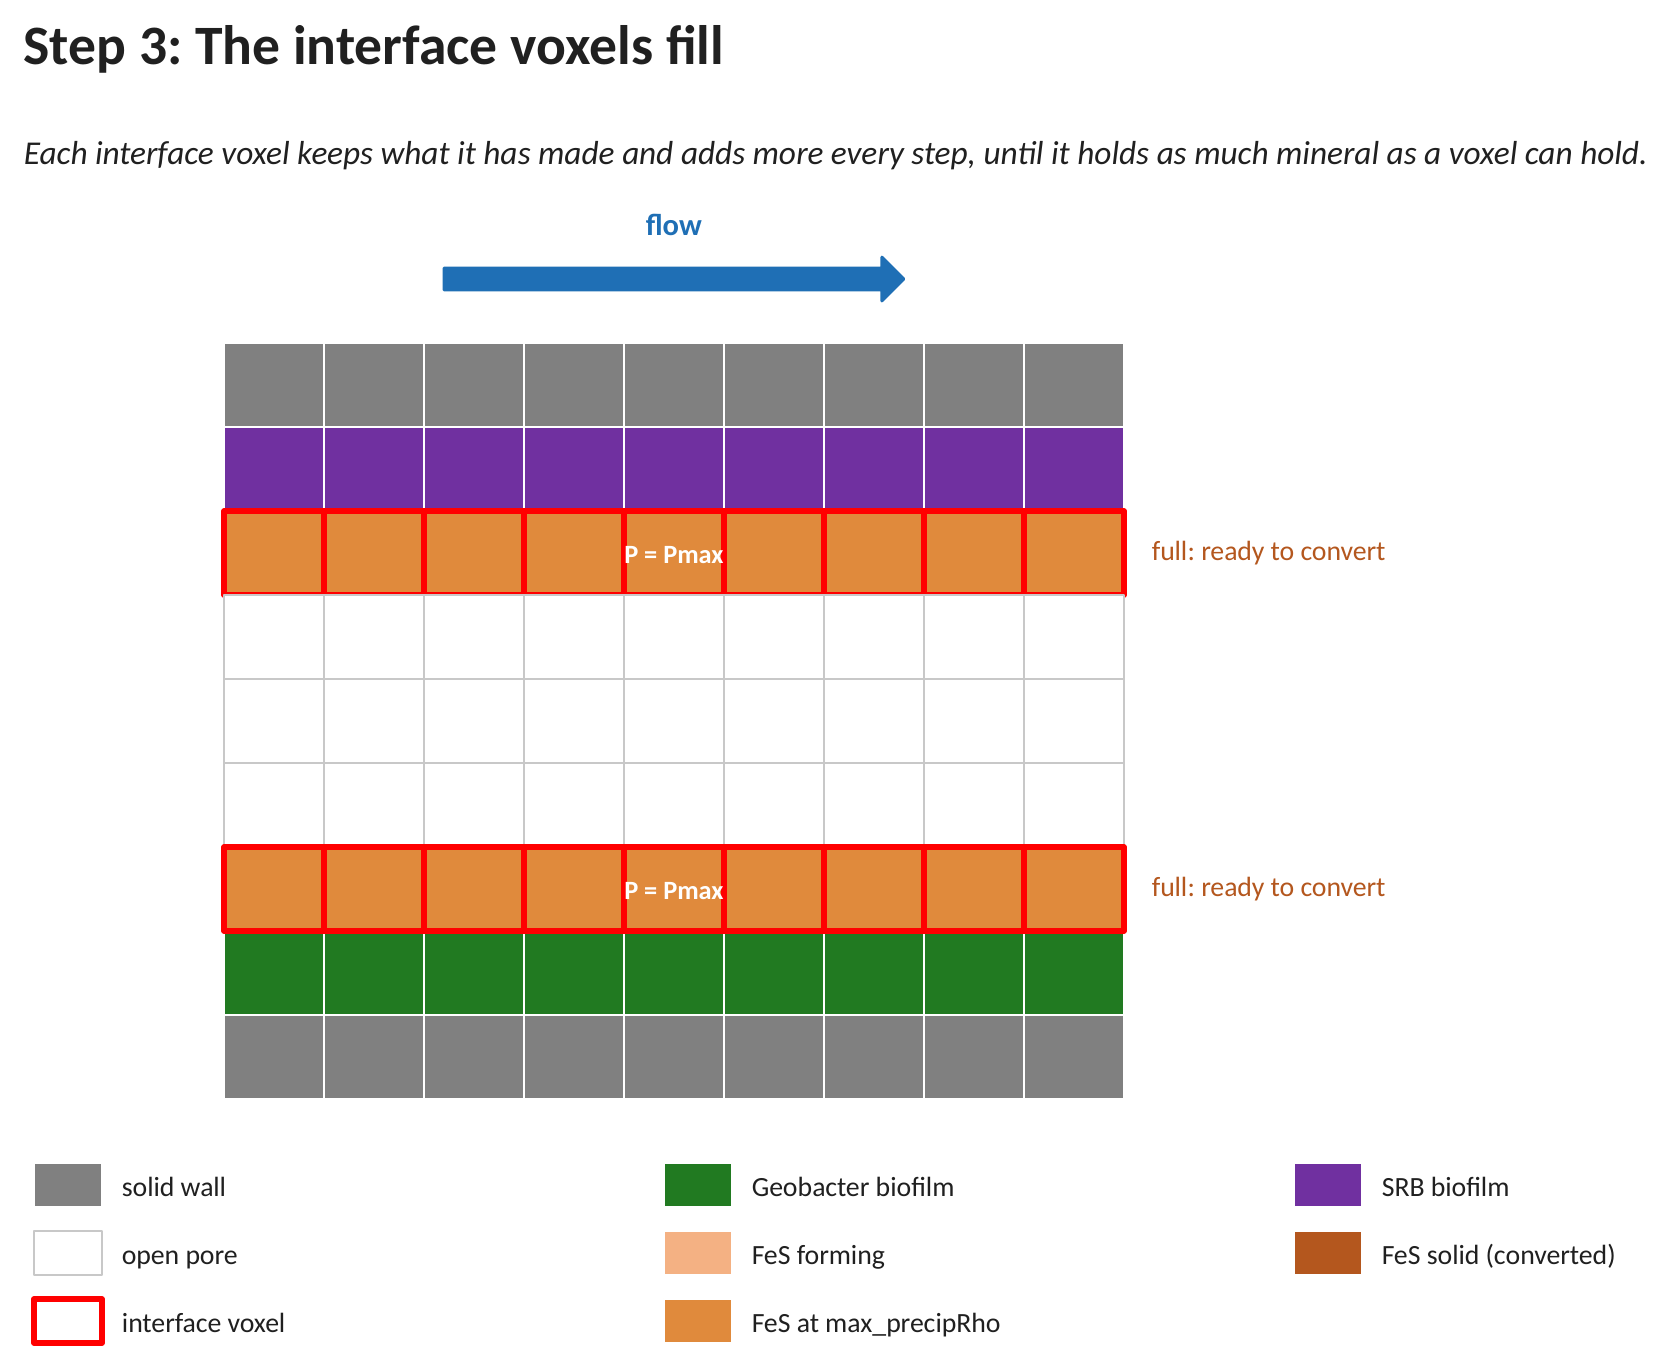 Step 3: The interface voxels fill
Each interface voxel keeps what it has made and adds more every step, until it holds as much mineral as a voxel can hold.
flow
P = Pmax
full: ready to convert
P = Pmax
full: ready to convert
solid wall
Geobacter biofilm
SRB biofilm
open pore
FeS forming
FeS solid (converted)
interface voxel
FeS at max_precipRho